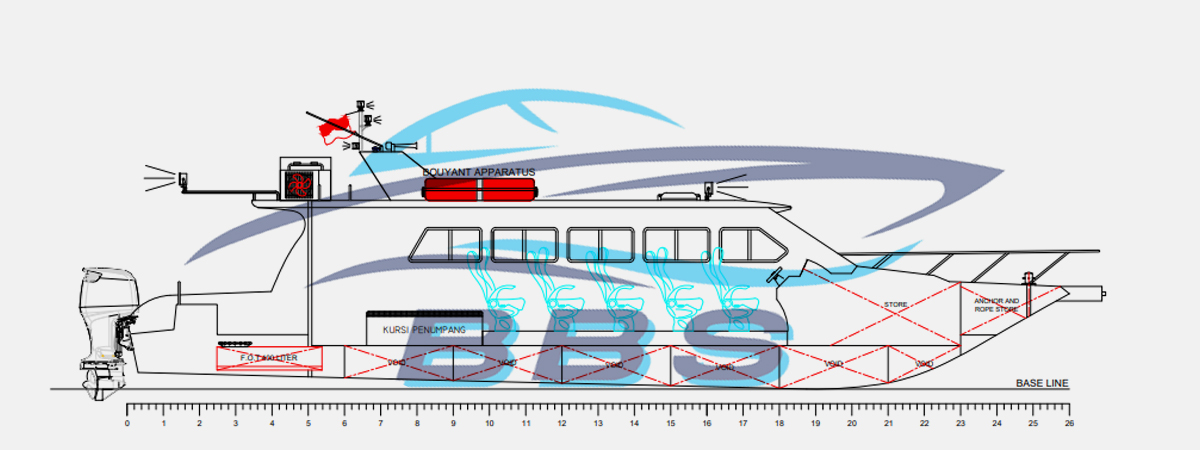 BOUYANT APPARATUS
STORE
ANCHOR AND
ROPE STORE
KURSI PENUMPANG
VOID
VOID
VOID
VOID
VOID
VOID
BBS
BASE LINE
0 1 2 3 4 5 6 7 8 9 10 11 12 13 14 15 16 17 18 19 20 21 22 23 24 25 26